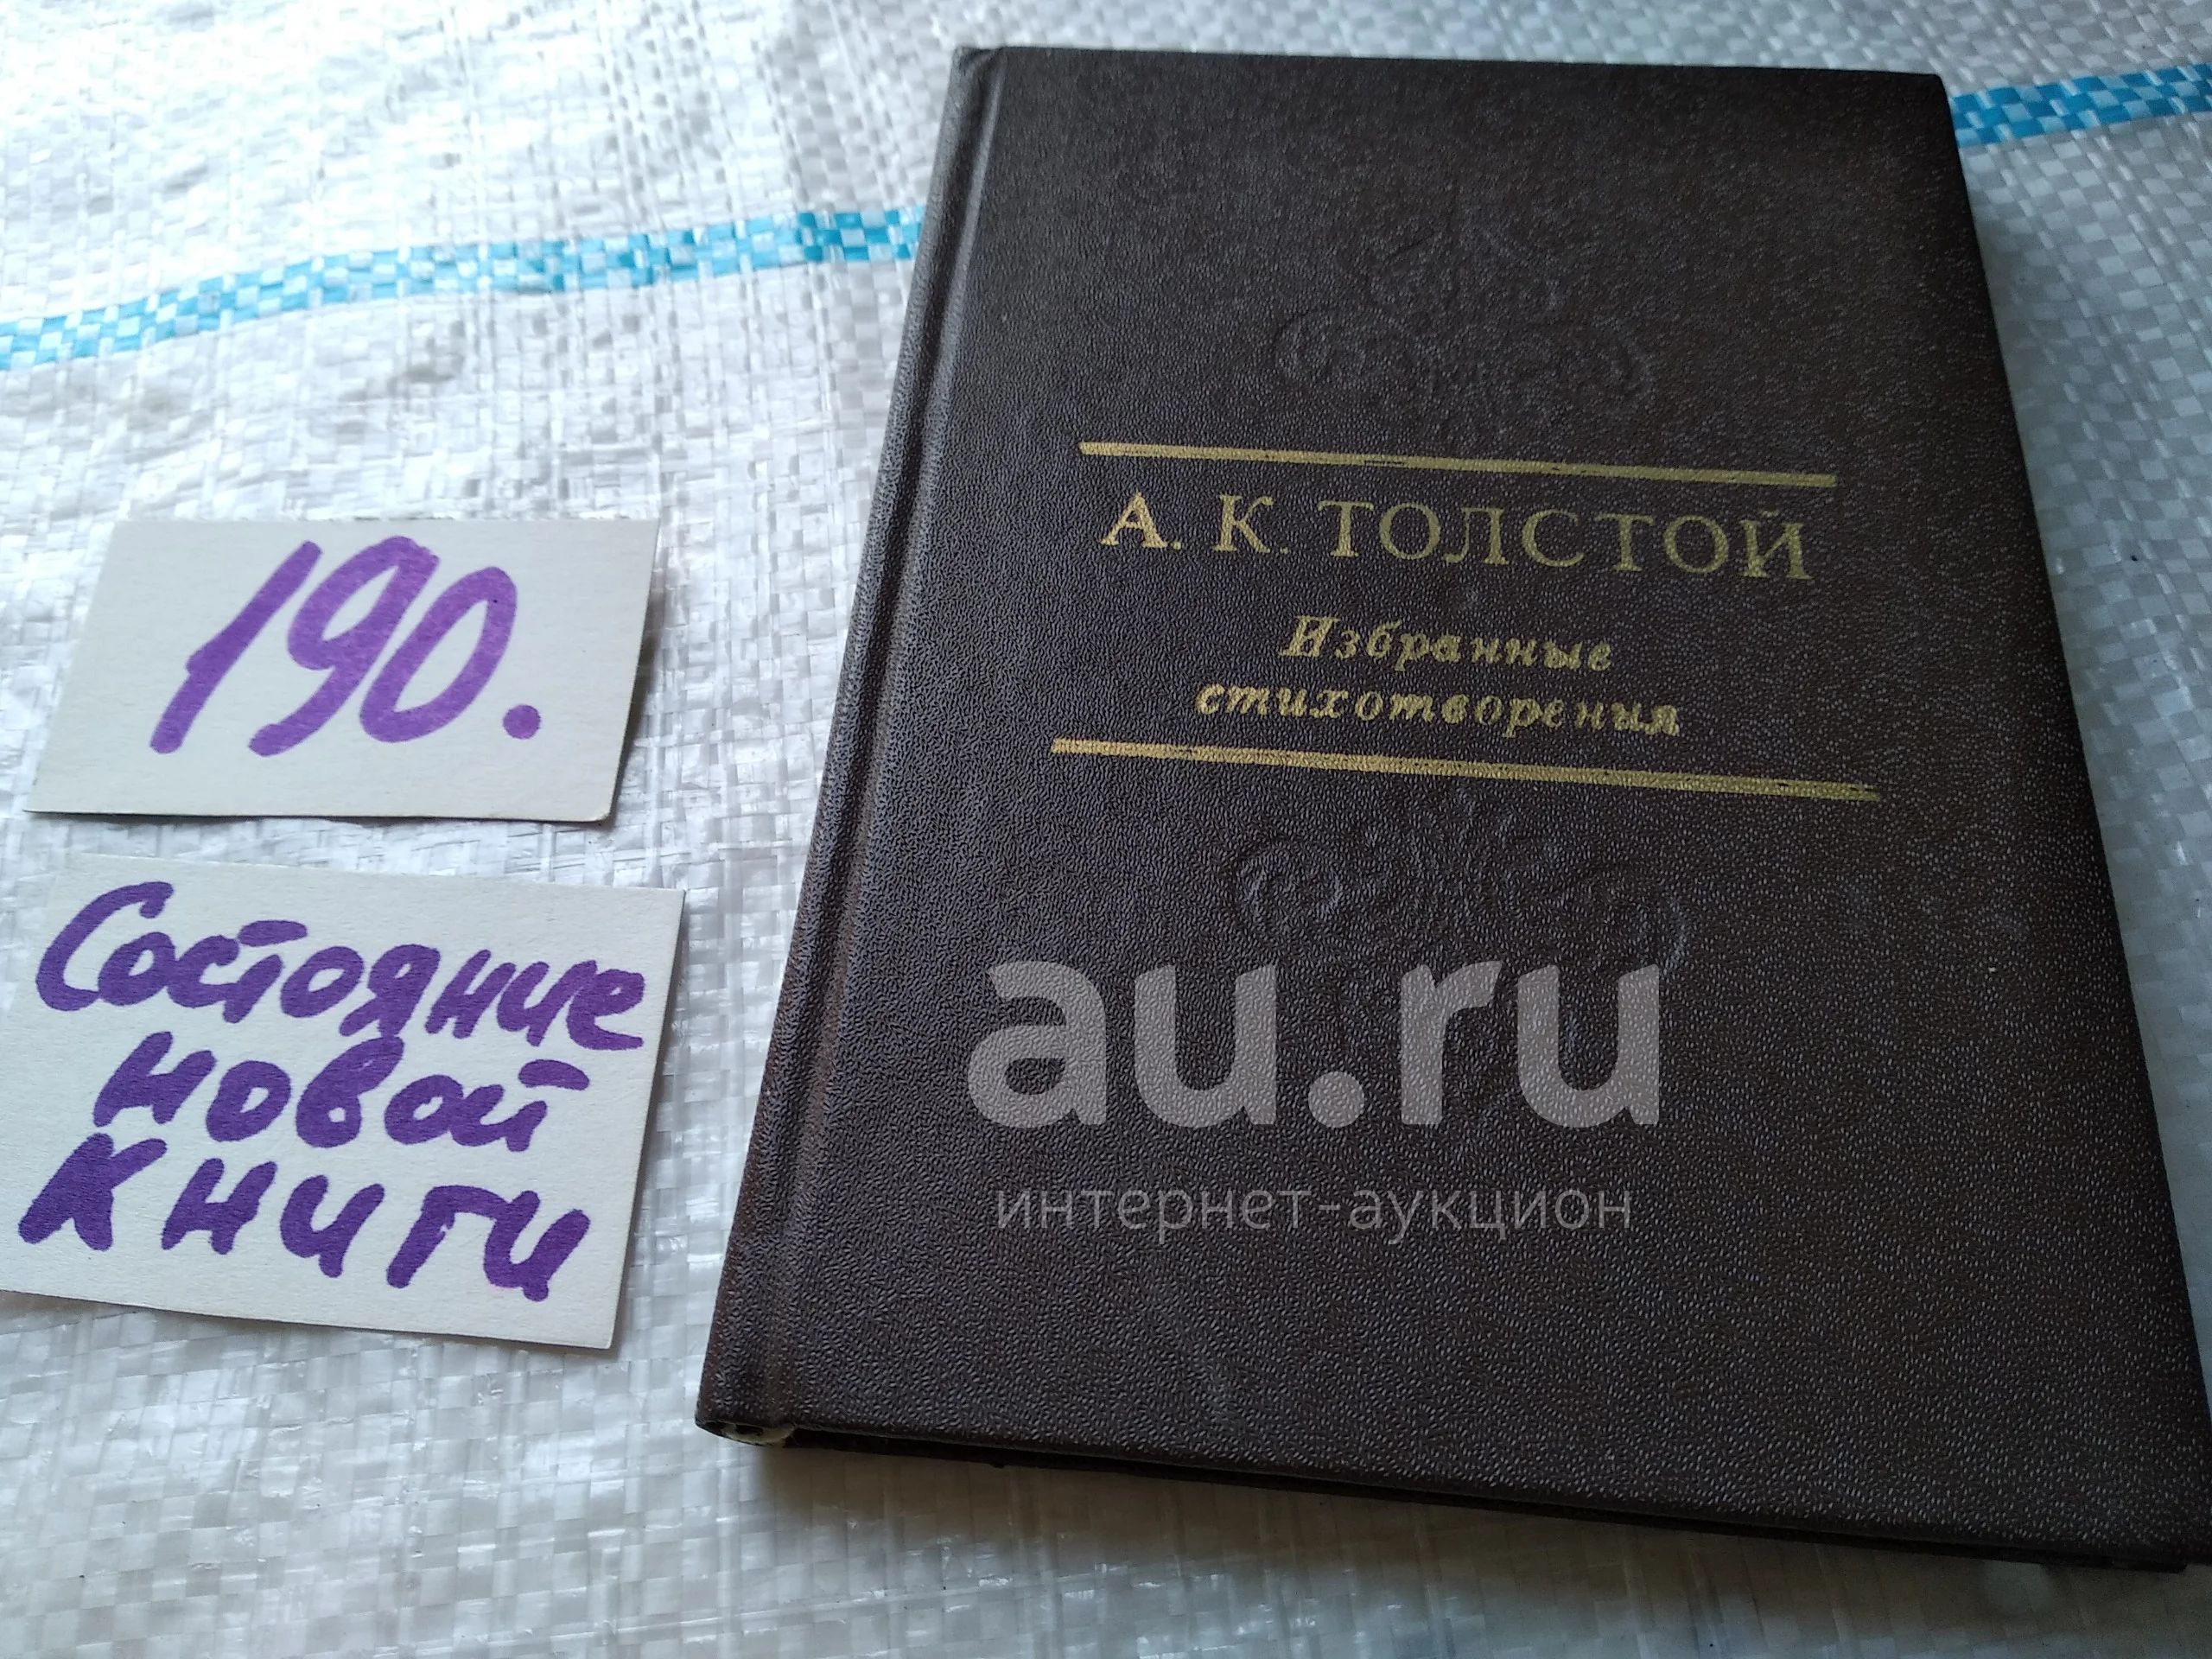 190.
Состояние
новой
книги
А. К. ТОЛСТОЙ
Избранные
стихотворения
au.ru
интернет-аукцион